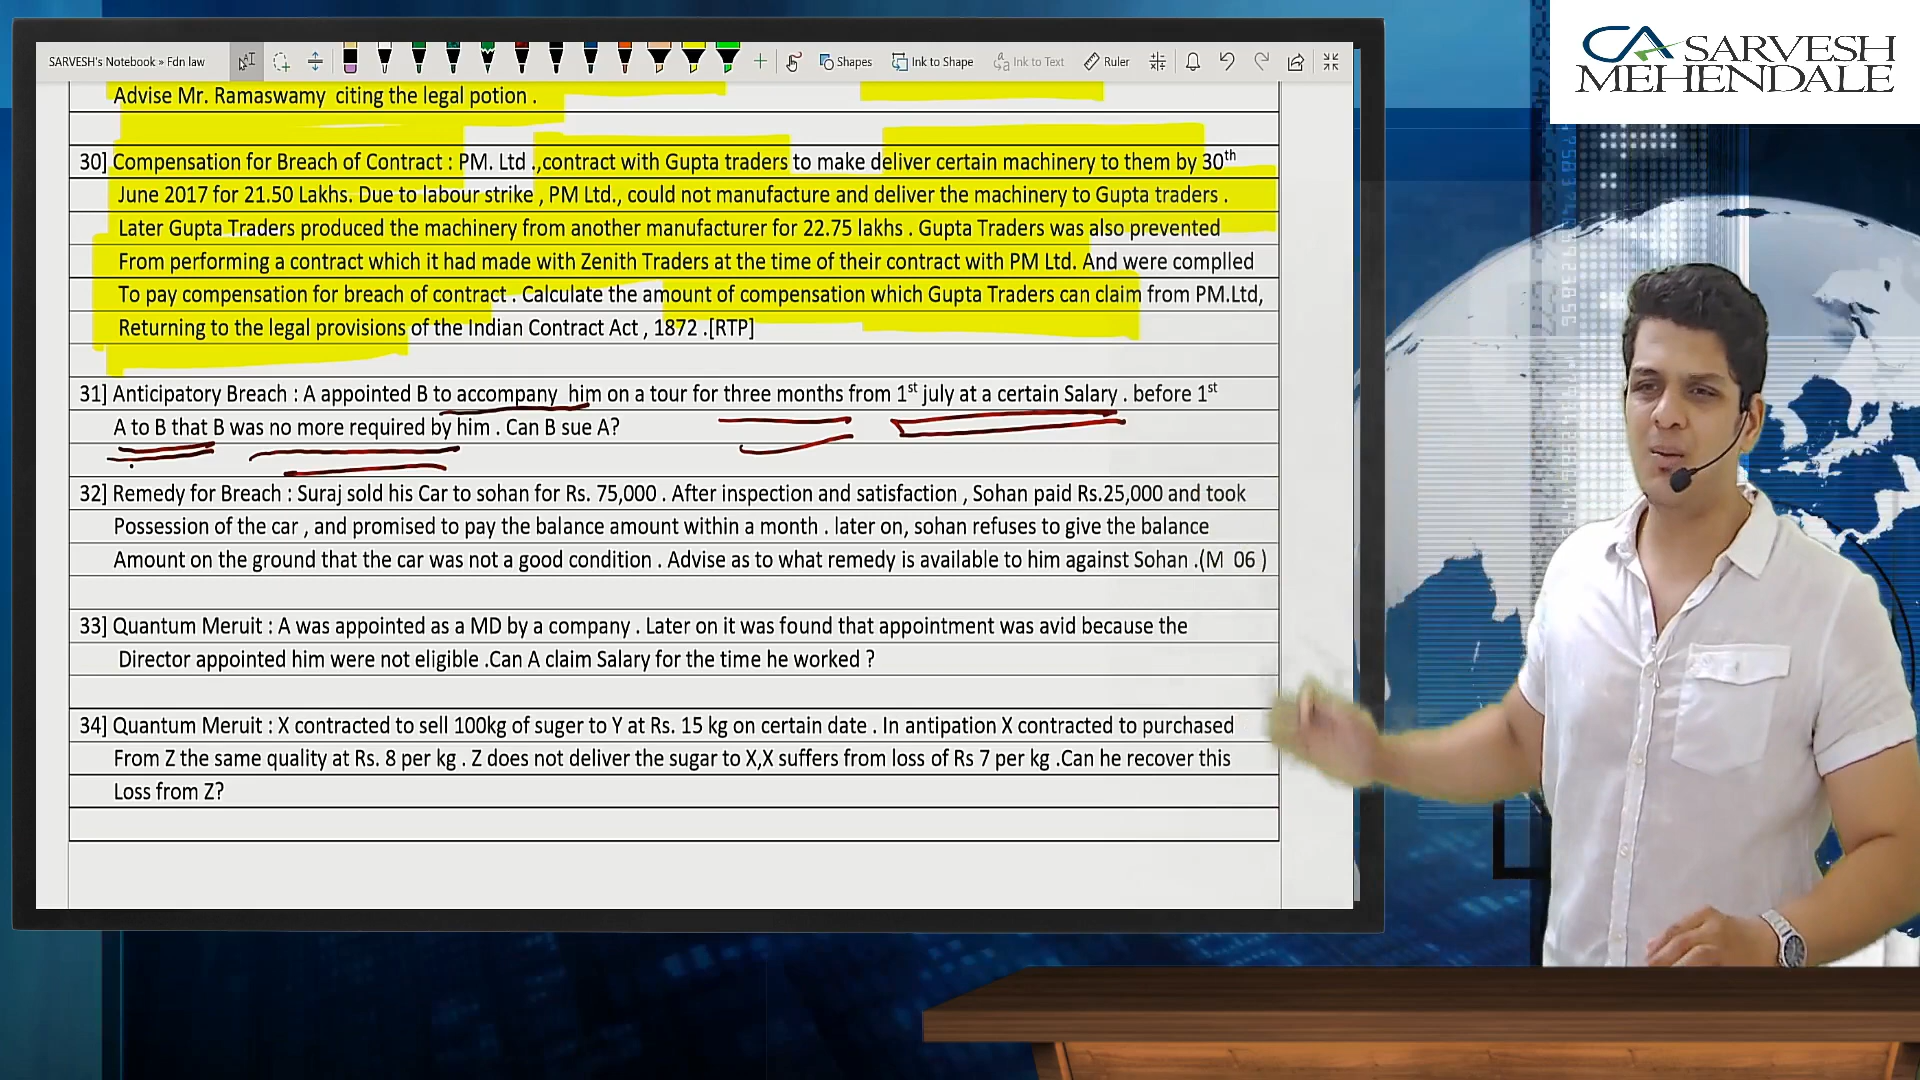 SARVESH's Notebook » Fdn law
Shapes
Ink to Shape
Ink to Text
Ruler
CA SARVESH
MEHENDALE
Advise Mr. Ramaswamy citing the legal potion .
30] Compensation for Breach of Contract : PM. Ltd .,contract with Gupta traders to make deliver certain machinery to them by 30th
June 2017 for 21.50 Lakhs. Due to labour strike , PM Ltd., could not manufacture and deliver the machinery to Gupta traders .
Later Gupta Traders produced the machinery from another manufacturer for 22.75 lakhs . Gupta Traders was also prevented
From performing a contract which it had made with Zenith Traders at the time of their contract with PM Ltd. And were complled
To pay compensation for breach of contract . Calculate the amount of compensation which Gupta Traders can claim from PM.Ltd,
Returning to the legal provisions of the Indian Contract Act , 1872 .[RTP]
31] Anticipatory Breach : A appointed B to accompany him on a tour for three months from 1st july at a certain Salary . before 1st
A to B that B was no more required by him . Can B sue A?
32] Remedy for Breach : Suraj sold his Car to sohan for Rs. 75,000 . After inspection and satisfaction , Sohan paid Rs.25,000 and took
Possession of the car , and promised to pay the balance amount within a month . later on, sohan refuses to give the balance
Amount on the ground that the car was not a good condition . Advise as to what remedy is available to him against Sohan .(M 06 )
33] Quantum Meruit : A was appointed as a MD by a company . Later on it was found that appointment was avid because the
Director appointed him were not eligible .Can A claim Salary for the time he worked ?
34] Quantum Meruit : X contracted to sell 100kg of suger to Y at Rs. 15 kg on certain date . In antipation X contracted to purchased
From Z the same quality at Rs. 8 per kg . Z does not deliver the sugar to X,X suffers from loss of Rs 7 per kg .Can he recover this
Loss from Z?